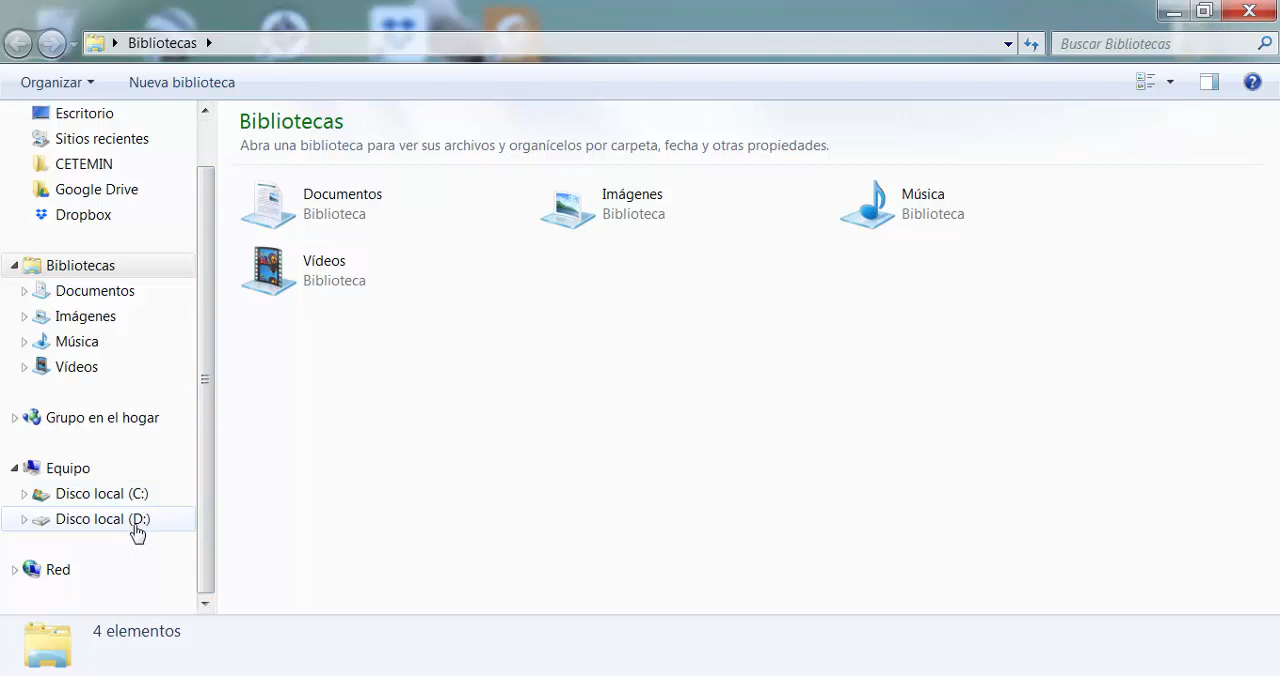 Bibliotecas
Buscar Bibliotecas
Organizar
Nueva biblioteca
Escritorio
Sitios recientes
CETEMIN
Google Drive
Dropbox
Bibliotecas
Documentos
Imágenes
Música
Vídeos
Grupo en el hogar
Equipo
Disco local (C:)
Disco local (D:)
Red
Bibliotecas
Abra una biblioteca para ver sus archivos y organícelos por carpeta, fecha y otras propiedades.
Documentos
Biblioteca
Imágenes
Biblioteca
Música
Biblioteca
Vídeos
Biblioteca
4 elementos